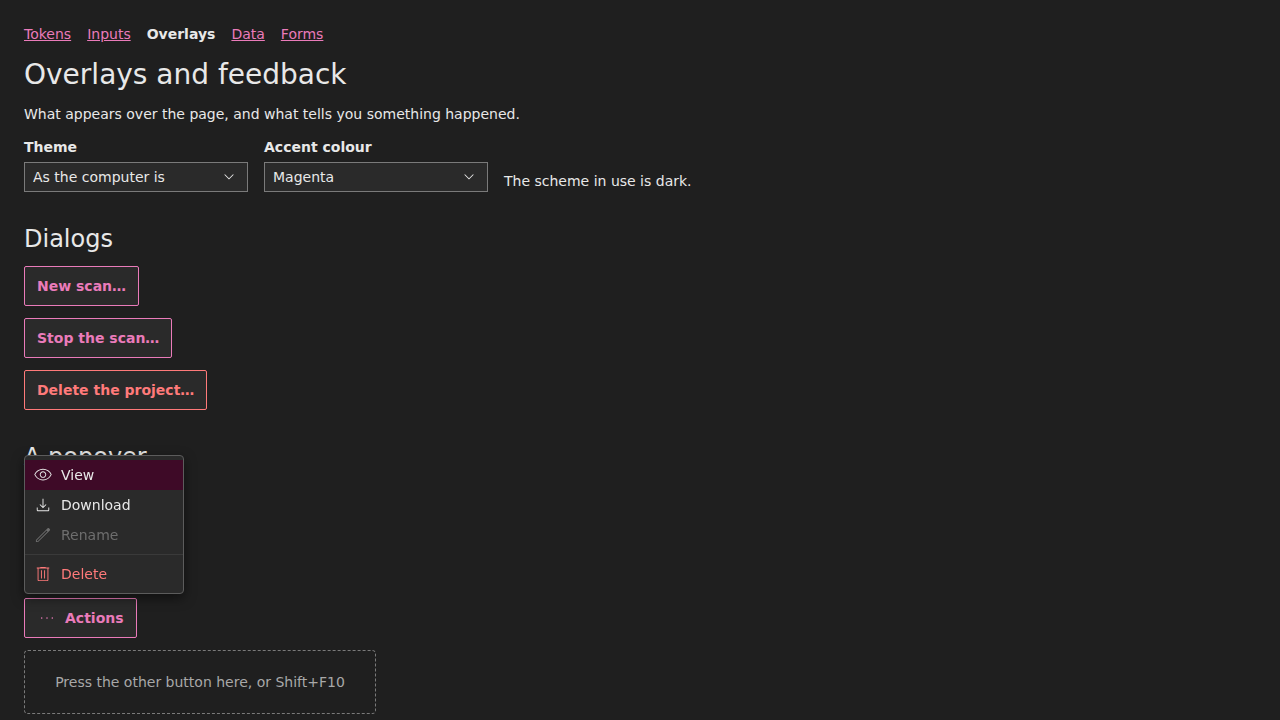 Tokens Inputs Overlays Data Forms
Overlays and feedback
What appears over the page, and what tells you something happened.
Theme Accent colour
As the computer is Magenta The scheme in use is dark.
Dialogs
New scan…
Stop the scan…
Delete the project…
A popover
View
Download
Rename
Delete
Actions
Press the other button here, or Shift+F10